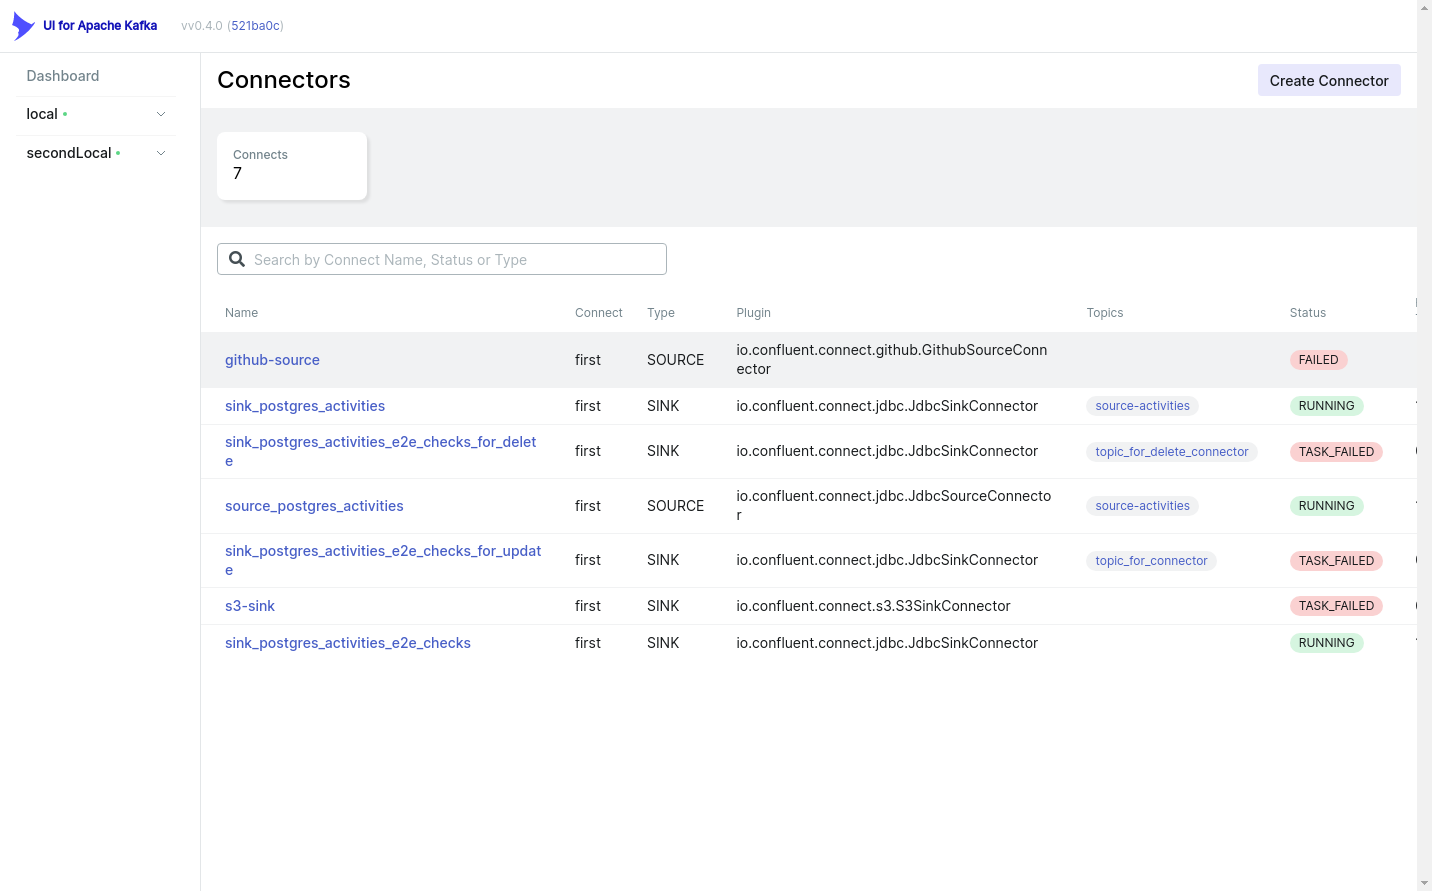 UI for Apache Kafka vv0.4.0 (521ba0c)
Dashboard
local
secondLocal
Connectors
Create Connector
Connects
7
Search by Connect Name, Status or Type
Name Connect Type Plugin Topics Status
github-source first SOURCE io.confluent.connect.github.GithubSourceConn
ector FAILED
sink_postgres_activities first SINK io.confluent.connect.jdbc.JdbcSinkConnector source-activities RUNNING
sink_postgres_activities_e2e_checks_for_delet
e first SINK io.confluent.connect.jdbc.JdbcSinkConnector topic_for_delete_connector TASK_FAILED
source_postgres_activities first SOURCE io.confluent.connect.jdbc.JdbcSourceConnecto
r source-activities RUNNING
sink_postgres_activities_e2e_checks_for_updat
e first SINK io.confluent.connect.jdbc.JdbcSinkConnector topic_for_connector TASK_FAILED
s3-sink first SINK io.confluent.connect.s3.S3SinkConnector TASK_FAILED
sink_postgres_activities_e2e_checks first SINK io.confluent.connect.jdbc.JdbcSinkConnector RUNNING